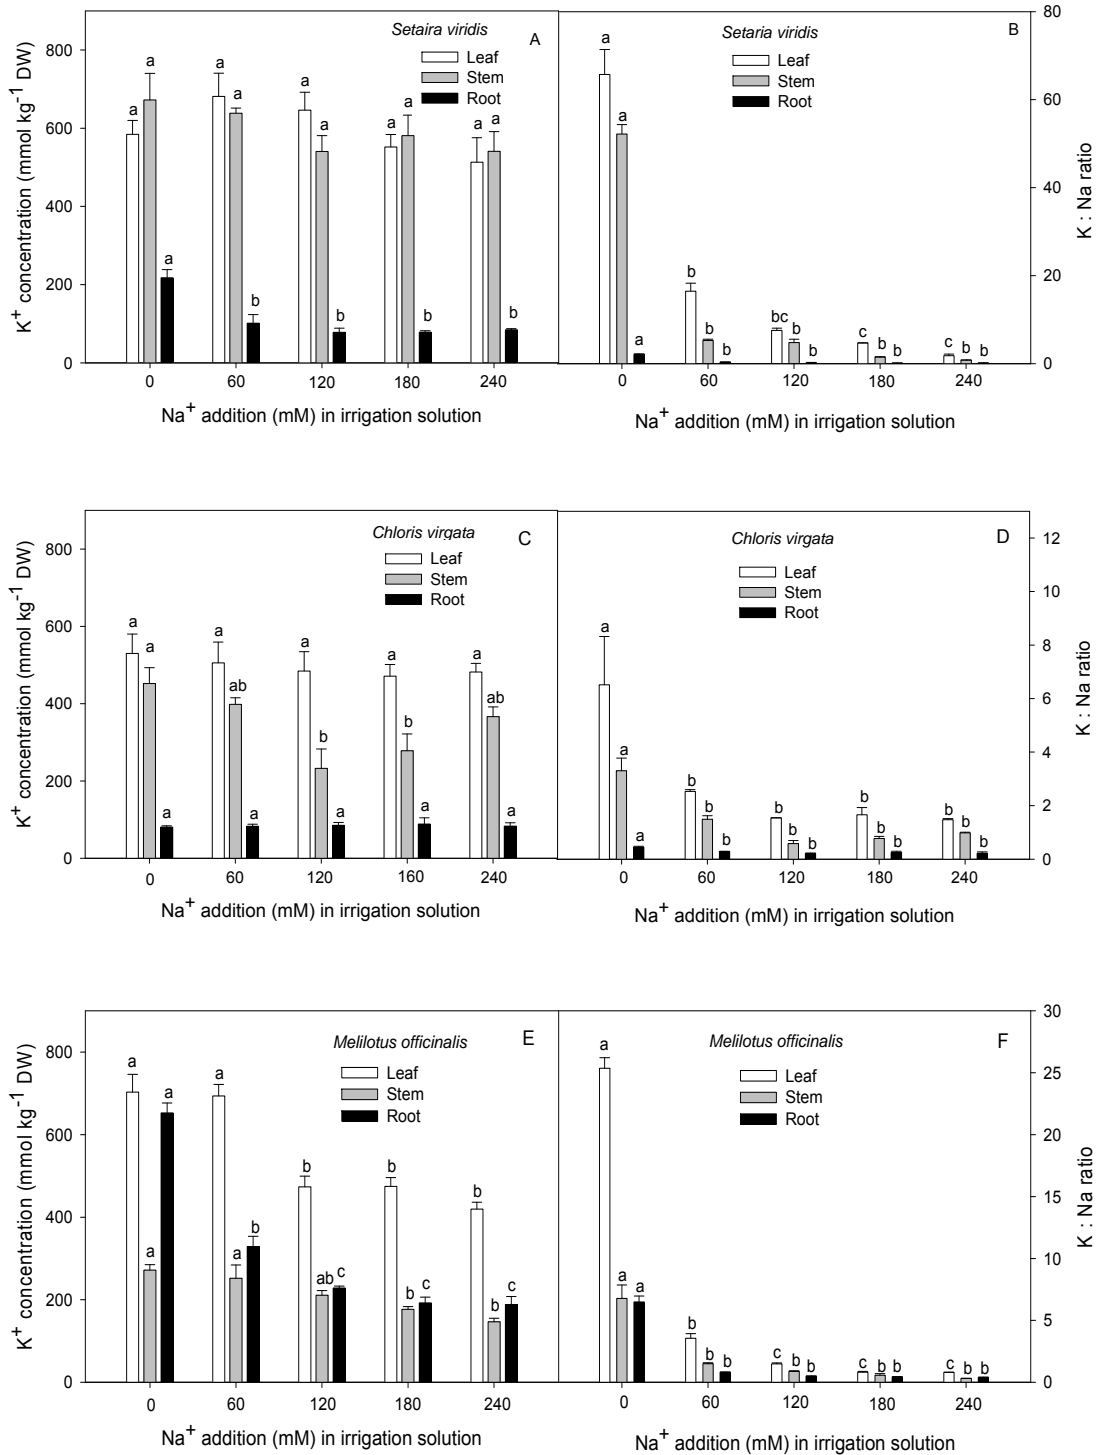 Setaira viridis
A
Leaf
Stem
Root
800
600
400
200
0
K+ concentration (mmol kg-1 DW)
a a a
a a b
a a b
a a b
a a b
0 60 120 180 240
Na+ addition (mM) in irrigation solution
Setaria viridis
B
Leaf
Stem
Root
80
60
40
20
0
K : Na ratio
a a a
b b b
bc b b
c b b
c b b
0 60 120 180 240
Na+ addition (mM) in irrigation solution
Chloris virgata
C
Leaf
Stem
Root
800
600
400
200
0
K+ concentration (mmol kg-1 DW)
a a a
a ab a
a b a
a b a
a ab a
0 60 120 160 240
Na+ addition (mM) in irrigation solution
Chloris virgata
D
Leaf
Stem
Root
12
10
8
6
4
2
0
K : Na ratio
a a a
b b b
b b b
b b b
b b b
0 60 120 180 240
Na+ addition (mM) in irrigation solution
Melilotus officinalis
E
Leaf
Stem
Root
800
600
400
200
0
K+ concentration (mmol kg-1 DW)
a a a
a a b
b ab c
b b c
b b c
0 60 120 180 240
Na+ addition (mM) in irrigation solution
Melilotus officinalis
F
Leaf
Stem
Root
30
25
20
15
10
5
0
K : Na ratio
a a a
b b b
c b b
c b b
c b b
0 60 120 180 240
Na+ addition (mM) in irrigation solution